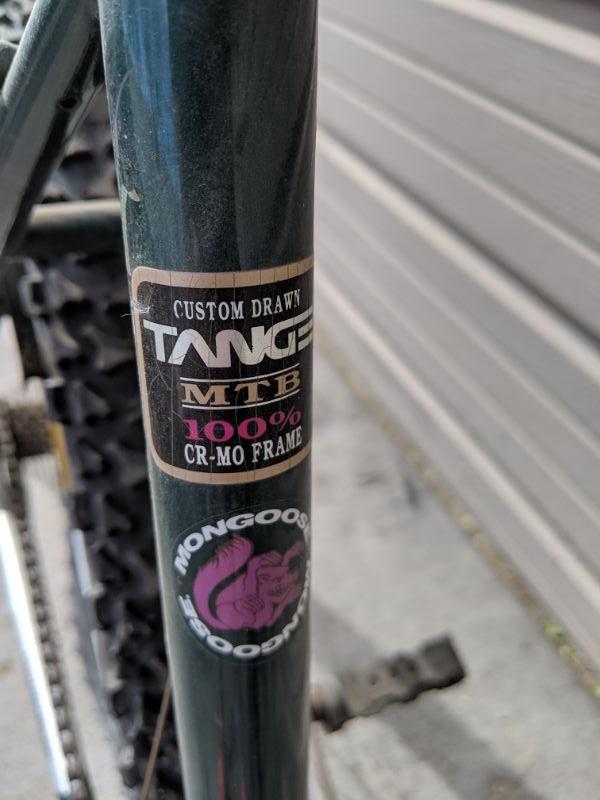 CUSTOM DRAWN
TANGE
MTB
100%
CR-MO FRAME
MONGOOSE
MONGOOSE